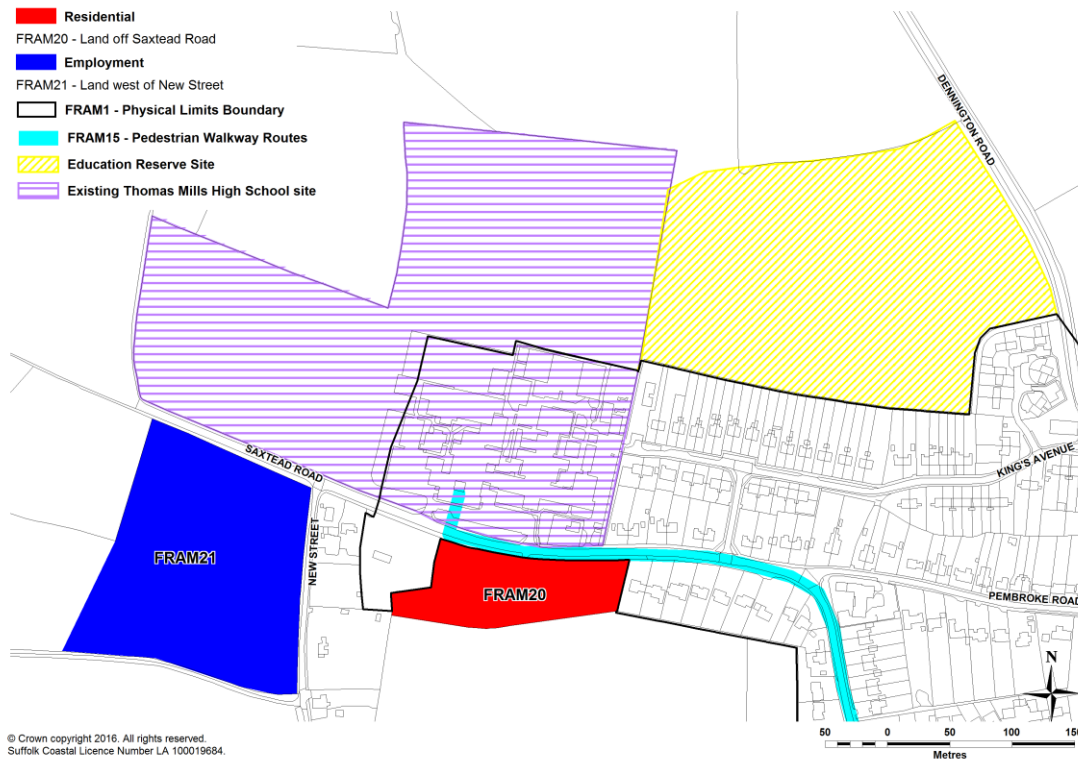 Residential
FRAM20 - Land off Saxtead Road
Employment
FRAM21 - Land west of New Street
FRAM1 - Physical Limits Boundary
FRAM15 - Pedestrian Walkway Routes
Education Reserve Site
Existing Thomas Mills High School site
DENNINGTON ROAD
SAXTEAD ROAD
KING'S AVENUE
NEW STREET
FRAM21
FRAM20
PEMBROKE ROAD
N
50 0 50 100 150
Metres
© Crown copyright 2016. All rights reserved.
Suffolk Coastal Licence Number LA 100019684.